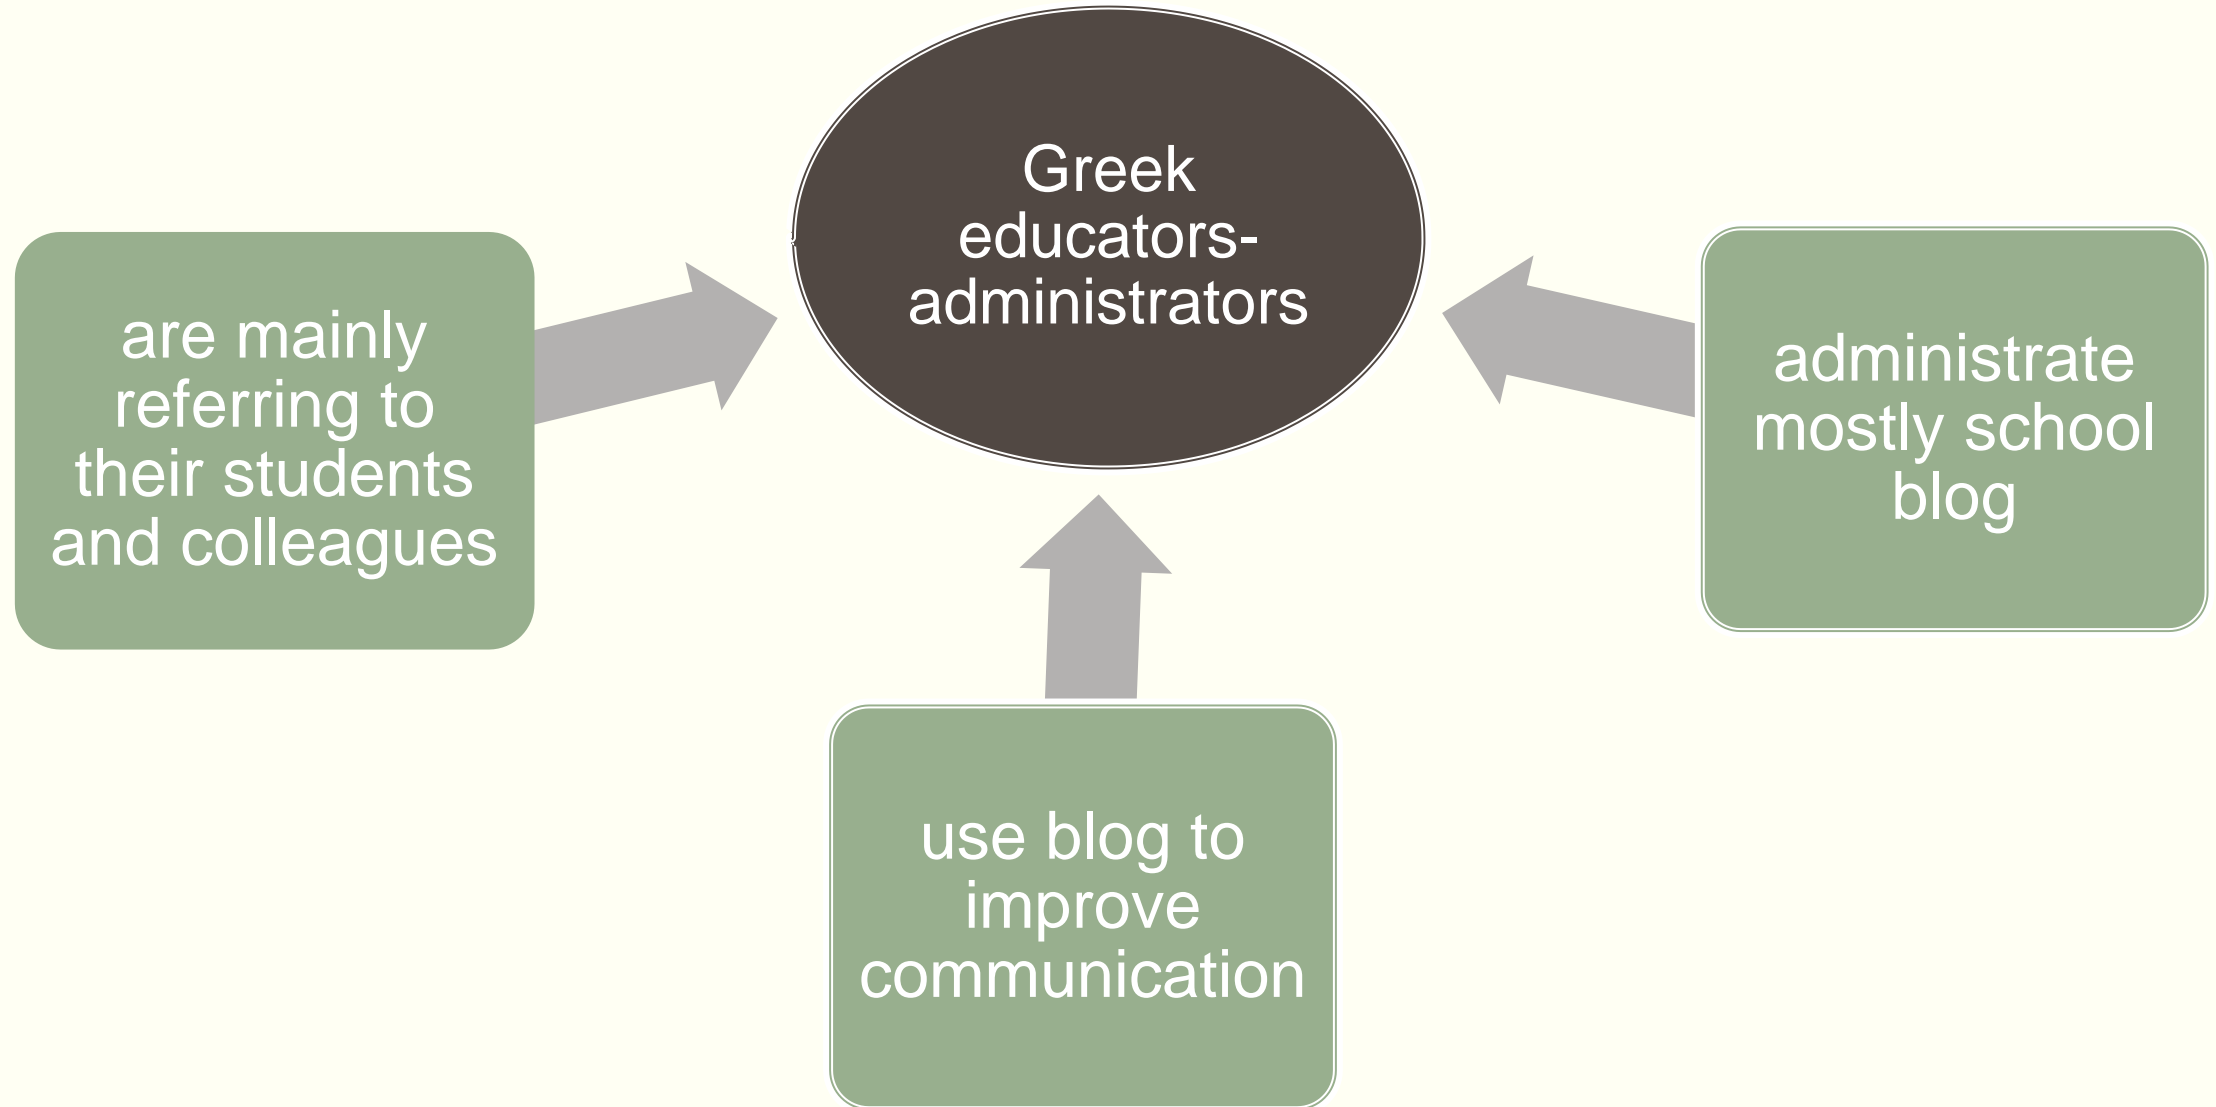 Greek
educators-
administrators
are mainly
referring to
their students
and colleagues
use blog to
improve
communication
administrate
mostly school
blog